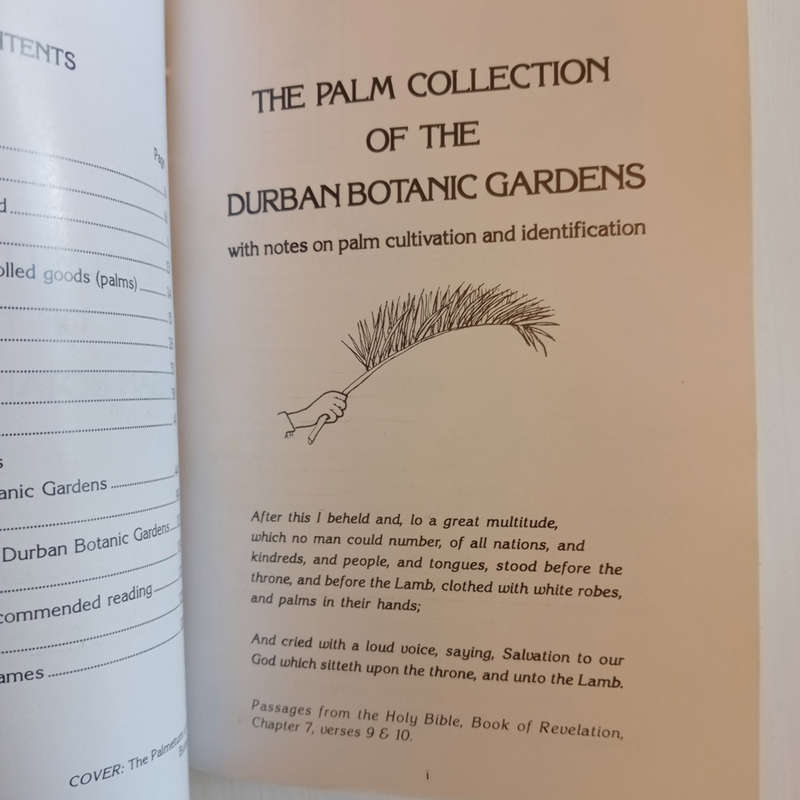 Pag
olled goods (palms)
anic Gardens
Durban Botanic Gardens
commended reading
COVER: The Palmetum
THE PALM COLLECTION
OF THE
DURBAN BOTANIC GARDENS
with notes on palm cultivation and identification
After this I beheld and, lo a great multitude,
which no man could number, of all nations, and
kindreds, and people, and tongues, stood before the
throne, and before the Lamb, clothed with white robes,
and palms in their hands;
And cried with a loud voice, saying, Salvation to our
God which sitteth upon the throne, and unto the Lamb.
Passages from the Holy Bible, Book of Revelation,
Chapter 7, verses 9 & 10.
i